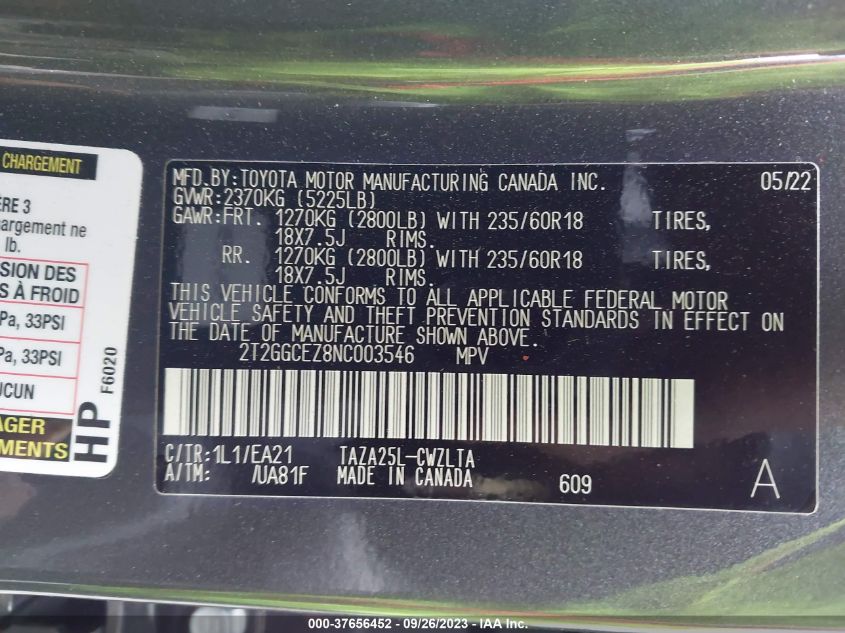 CHARGEMENT
ÈRE 3
chargement ne
lb.
SION DES
S À FROID
Pa, 33PSI
Pa, 33PSI
UCUN
AGER
EMENTS
HP
F6020
MFD.BY:TOYOTA MOTOR MANUFACTURING CANADA INC. 05/22
GVWR:2370KG (5225LB)
GAWR:FRT. 1270KG (2800LB) WITH 235/60R18 TIRES,
18X7.5J RIMS.
RR. 1270KG (2800LB) WITH 235/60R18 TIRES,
18X7.5J RIMS.
THIS VEHICLE CONFORMS TO ALL APPLICABLE FEDERAL MOTOR
VEHICLE SAFETY AND THEFT PREVENTION STANDARDS IN EFFECT ON
THE DATE OF MANUFACTURE SHOWN ABOVE.
2T2GGCEZ8NC003546 MPV
C/TR:1L1/EA21 TAZA25L-CWZLTA
A/TM: /UA81F MADE IN CANADA 609 A
000-37656452 - 09/26/2023 - IAA Inc.